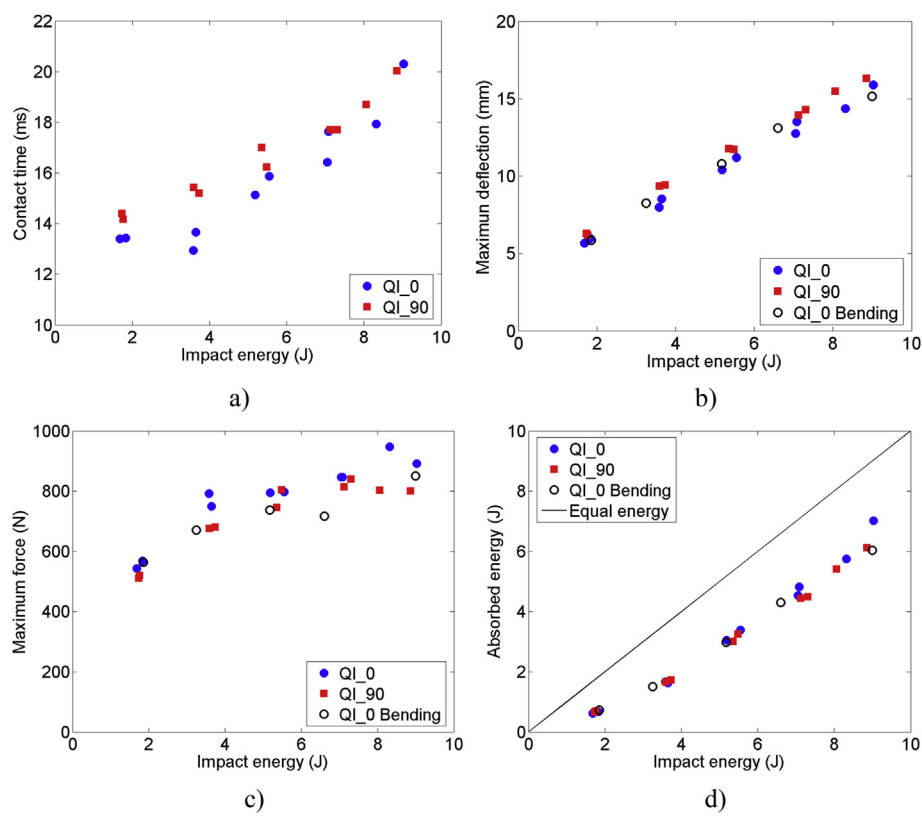 22
20
18
16
14
12
10
Contact time (ms)
0 2 4 6 8 10
Impact energy (J)
QI_0
QI_90
a)
20
15
10
5
0
Maximun deflection (mm)
0 2 4 6 8 10
Impact energy (J)
QI_0
QI_90
QI_0 Bending
b)
1000
800
600
400
200
0
Maximum force (N)
0 2 4 6 8 10
Impact energy (J)
QI_0
QI_90
QI_0 Bending
c)
10
8
6
4
2
0
Absorbed energy (J)
0 2 4 6 8 10
Impact energy (J)
QI_0
QI_90
QI_0 Bending
Equal energy
d)